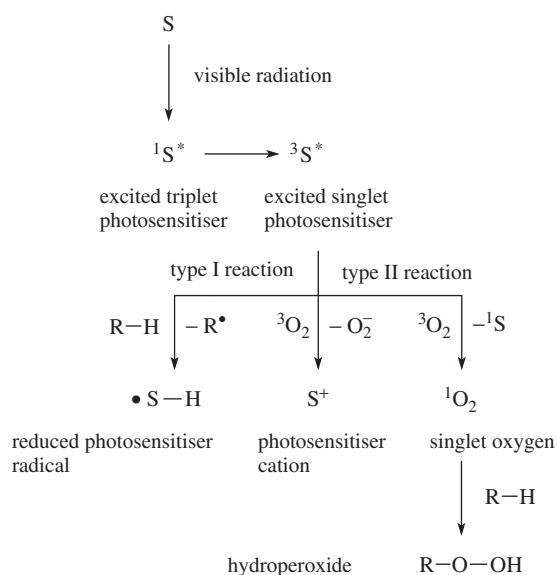 S
visible radiation
¹S* ³S*
excited triplet excited singlet
photosensitiser photosensitiser
type I reaction type II reaction
R–H – R• ³O₂ – O₂⁻ ³O₂ –¹S
• S – H S⁺ ¹O₂
reduced photosensitiser photosensitiser singlet oxygen
radical cation
R–H
hydroperoxide R–O–OH